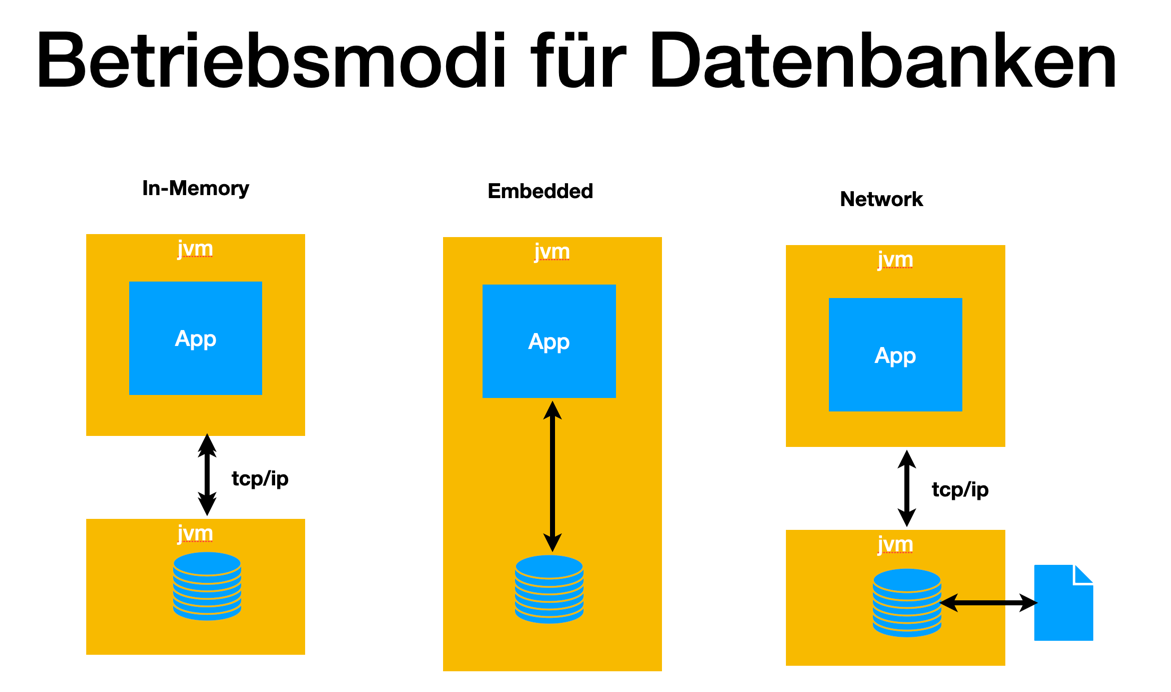 Betriebsmodi für Datenbanken
In-Memory
jvm
App
tcp/ip
jvm
Embedded
jvm
App
Network
jvm
App
tcp/ip
jvm